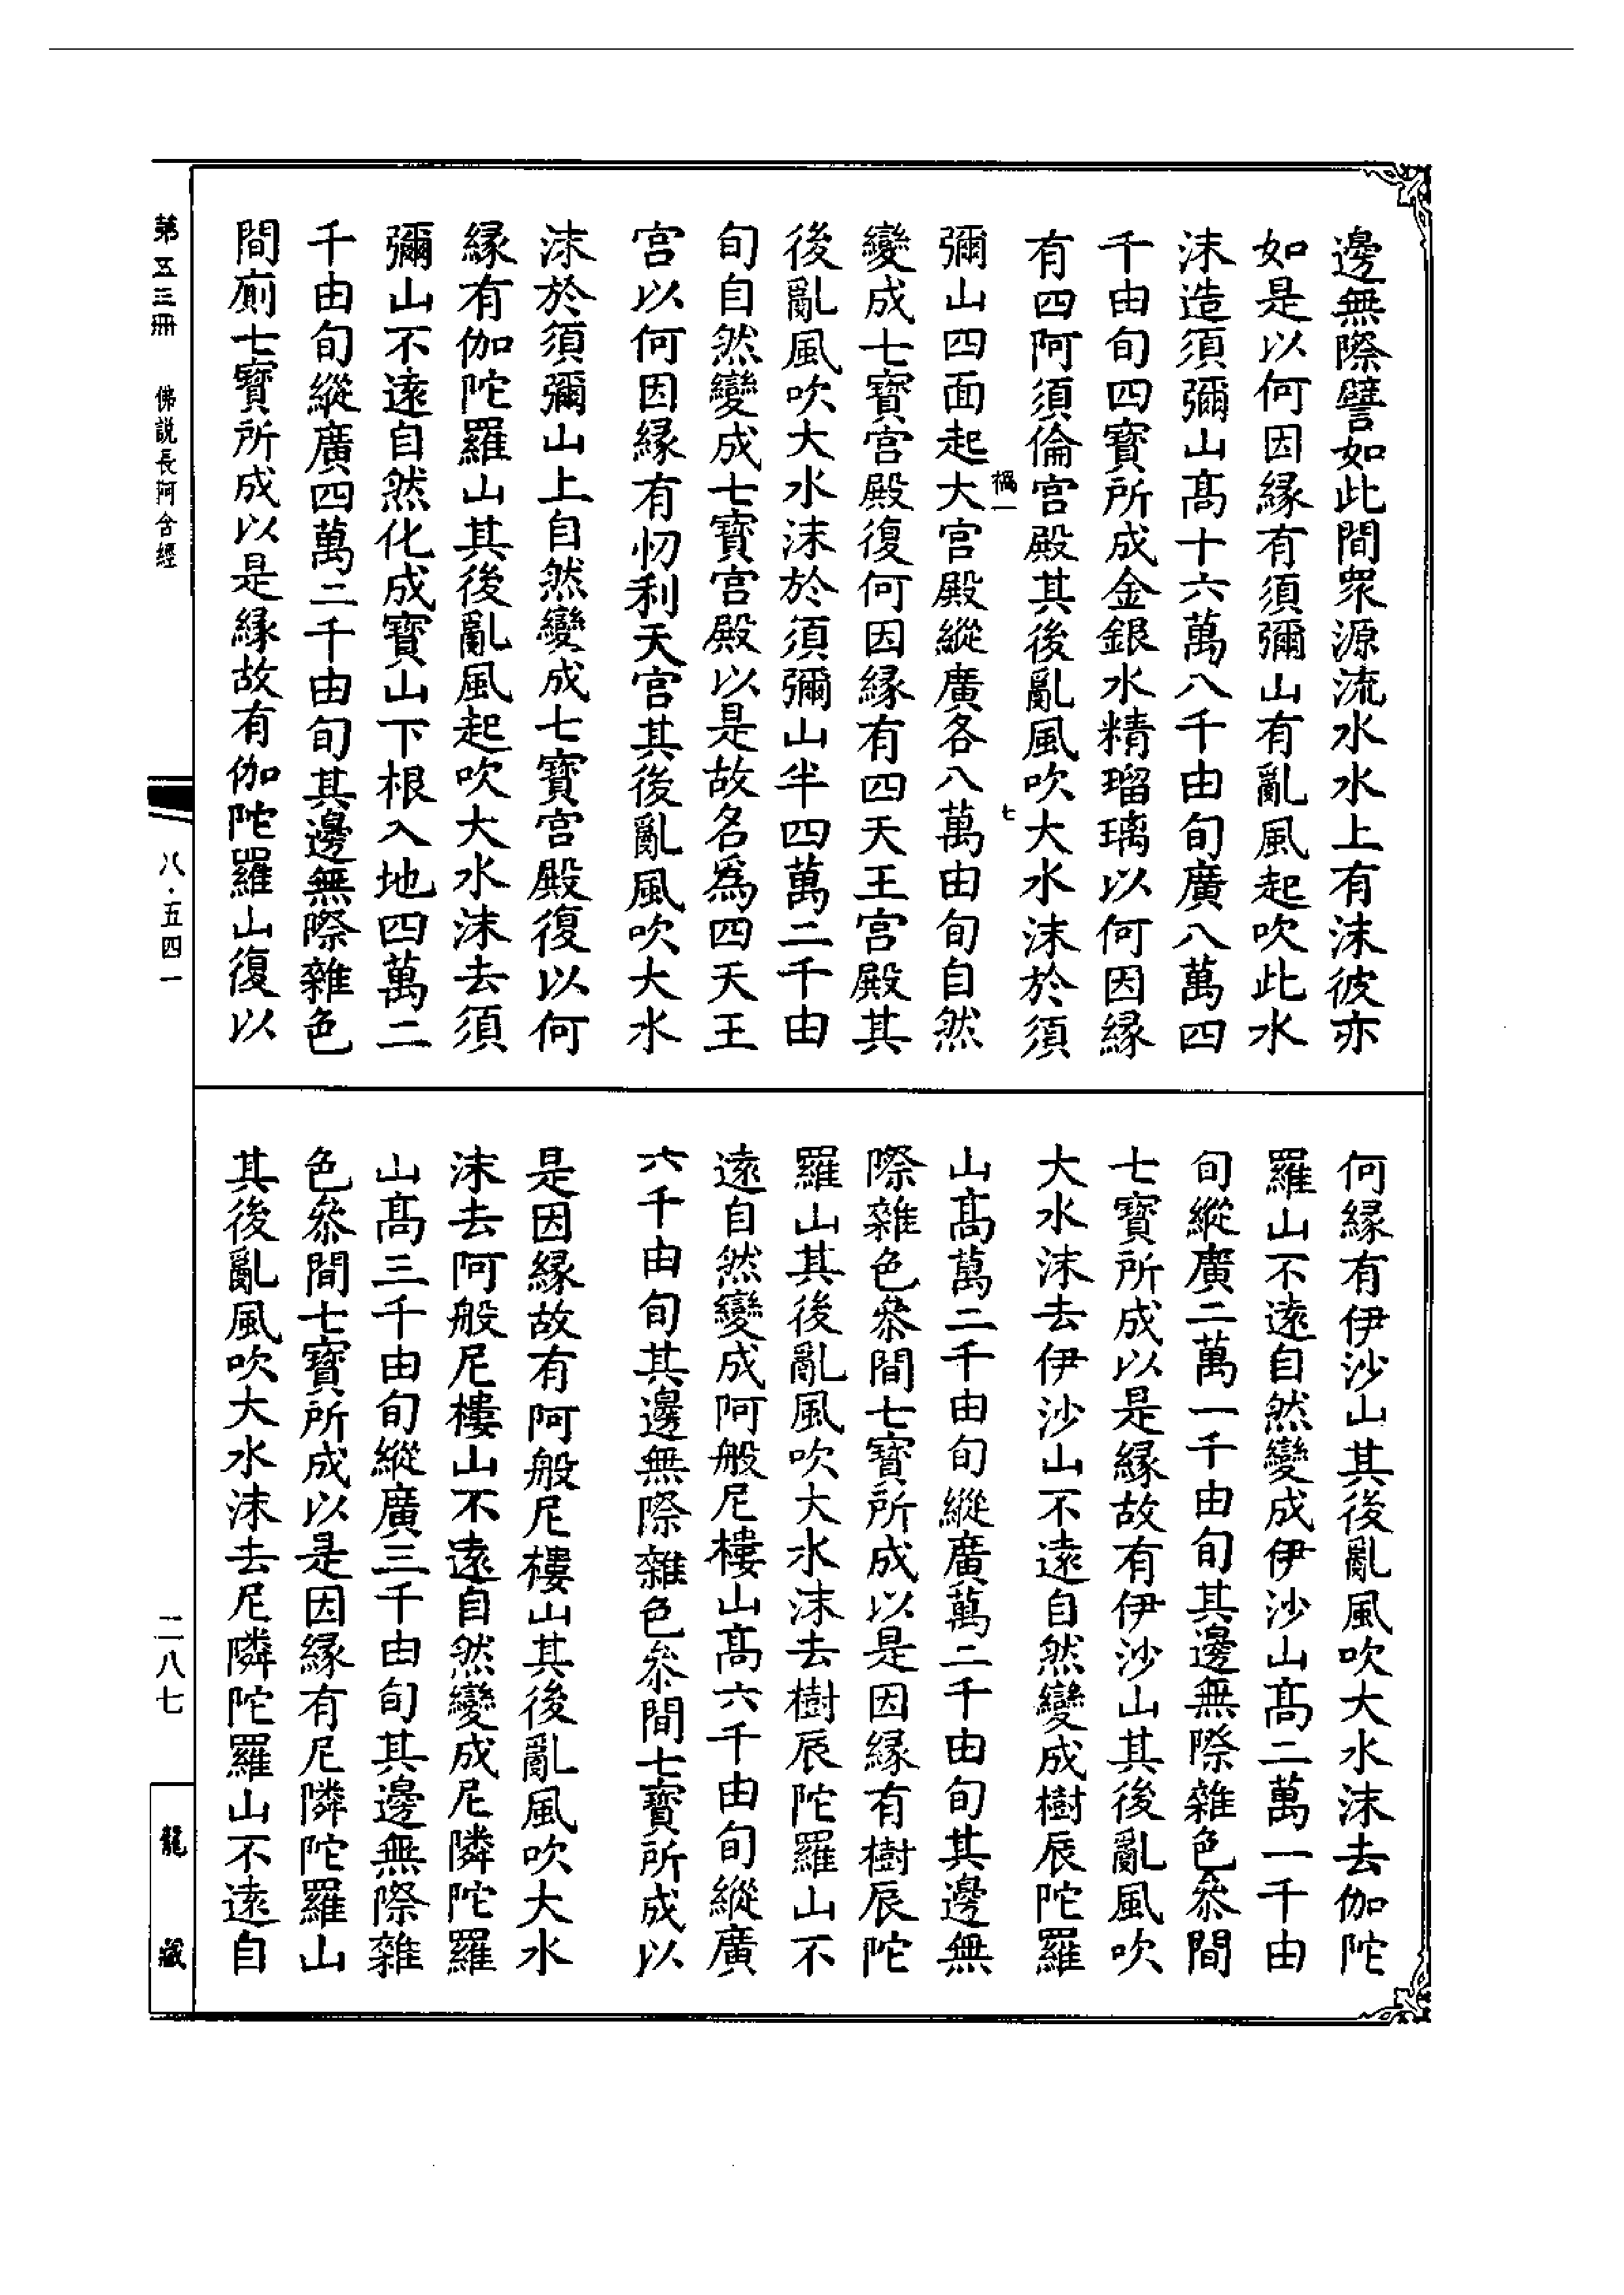 邊無際譬如此間衆源流水水上有沫彼亦
如是以何因緣有須彌山有亂風起吹此水
沫造須彌山高十六萬八千由旬廣八萬四
千由旬四寶所成金銀水精瑠璃以何因緣
有四阿須倫宮殿其後亂風吹大水沫於須
七
彌山四面起大宮殿縱廣各八萬由旬自然
變成七寶宮殿復何因緣有四天王宮殿其
後亂風吹大水沫於須彌山半四萬二千由
旬自然變成七寶宮殿以是故名爲四天王
宮以何因緣有忉利天宮其後亂風吹大水
沫於須彌山上自然變成七寶宮殿復以何
緣有伽陀羅山其後亂風起吹大水沫去須
彌山不遠自然化成寶山下根入地四萬二
千由旬縱廣四萬二千由旬其邊無際雜色
間廁七寶所成以是緣故有伽陀羅山復以
何緣有伊沙山其後亂風吹大水沫去伽陀
羅山不遠自然變成伊沙山高二萬一千由
旬縱廣二萬一千由旬其邊無際雜色叅間
七寶所成以是緣故有伊沙山其後亂風吹
大水沫去伊沙山不遠自然變成樹辰陀羅
山高萬二千由旬縱廣萬二千由旬其邊無
際雜色叅間七寶所成以是因緣有樹辰陀
羅山其後亂風吹大水沫去樹辰陀羅山不
遠自然變成阿般尼樓山高六千由旬縱廣
六千由旬其邊無際雜色叅間七寶所成以
是因緣故有阿般尼樓山其後亂風吹大水
沫去阿般尼樓山不遠自然變成尼隣陀羅
山高三千由旬縱廣三千由旬其邊無際雜
色叅間七寶所成以是因緣有尼隣陀羅山
其後亂風吹大水沫去尼隣陀羅山不遠自
第五三冊 佛説長阿含經 八·五四一 二八七 龍藏